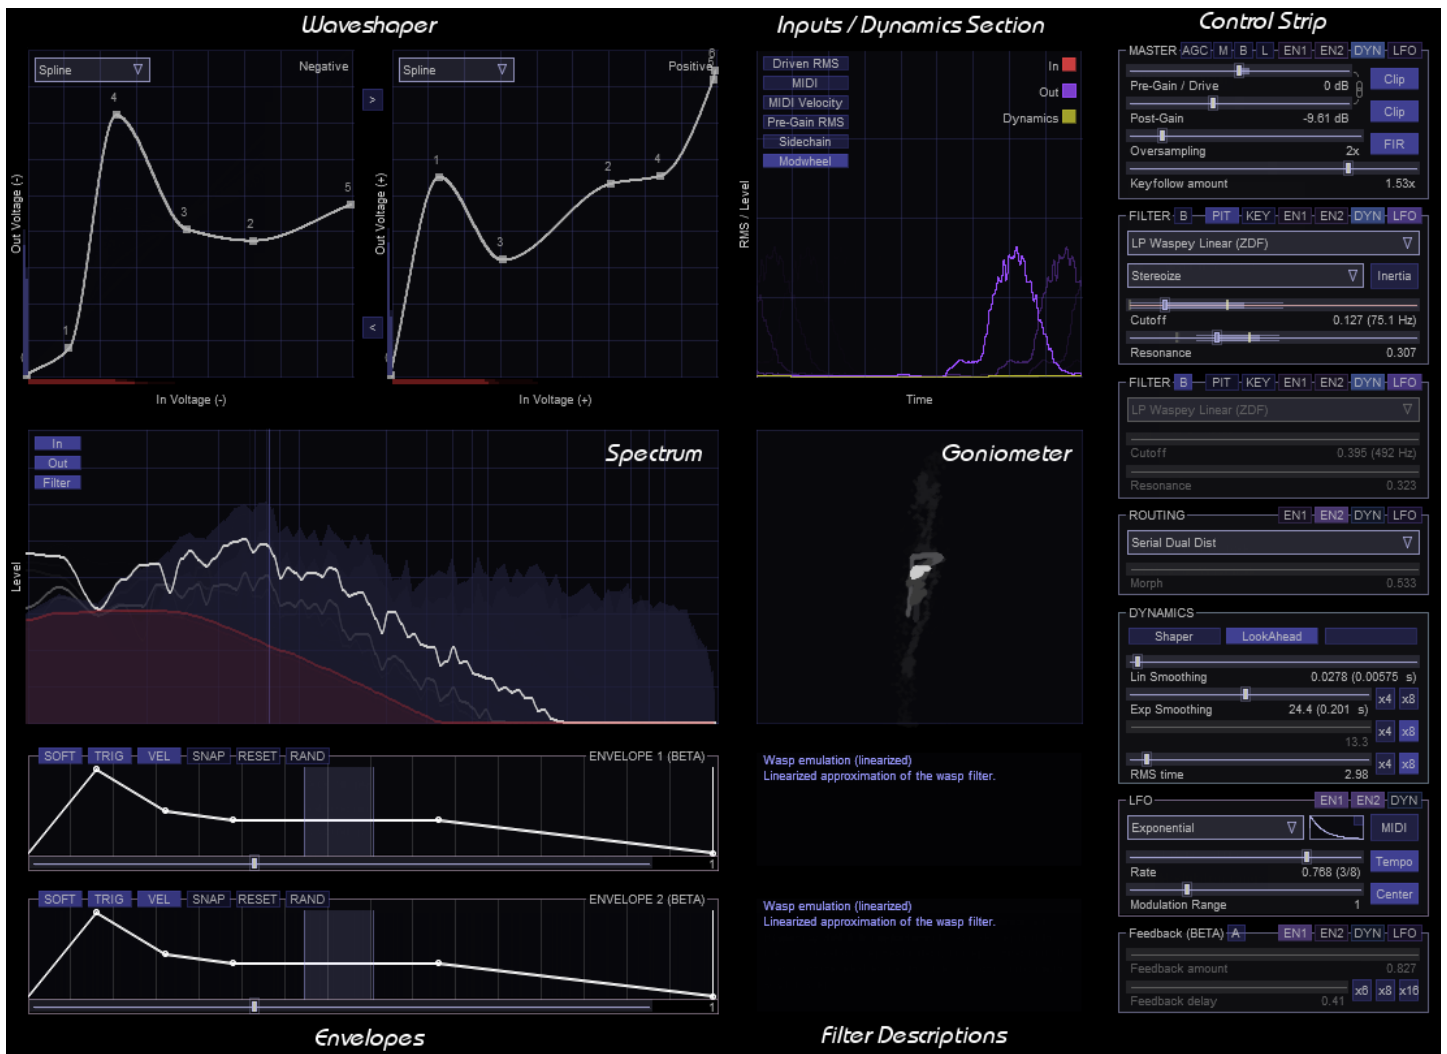 Waveshaper
Inputs / Dynamics Section
Control Strip
Spline
Negative
4
1
3
2
5
Out Voltage (-)
In Voltage (-)
>
<
Spline
Positive
1
3
2
4
Out Voltage (+)
In Voltage (+)
Driven RMS
MIDI
MIDI Velocity
Pre-Gain RMS
Sidechain
Modwheel
In
Out
Dynamics
RMS / Level
Time
MASTER AGC M B L EN1 EN2 DYN LFO
Pre-Gain / Drive 0 dB
Clip
Post-Gain -9.61 dB
Clip
Oversampling 2x
FIR
Keyfollow amount 1.53x
FILTER B PIT KEY EN1 EN2 DYN LFO
LP Waspey Linear (ZDF)
Stereoize
Inertia
Cutoff 0.127 (75.1 Hz)
Resonance 0.307
FILTER B PIT KEY EN1 EN2 DYN LFO
LP Waspey Linear (ZDF)
Cutoff 0.395 (492 Hz)
Resonance 0.323
ROUTING EN1 EN2 DYN LFO
Serial Dual Dist
Morph 0.533
DYNAMICS
Shaper LookAhead
Lin Smoothing 0.0278 (0.00575 s)
Exp Smoothing 24.4 (0.201 s)
x4 x8
13.3
x4 x8
RMS time 2.98
x4 x8
LFO EN1 EN2 DYN
Exponential
MIDI
Rate 0.768 (3/8)
Tempo
Modulation Range 1
Center
Feedback (BETA) A EN1 EN2 DYN LFO
Feedback amount 0.827
Feedback delay 0.41
x6 x8 x16
In
Out
Filter
Spectrum
Level
Goniometer
SOFT TRIG VEL SNAP RESET RAND ENVELOPE 1 (BETA)
1
SOFT TRIG VEL SNAP RESET RAND ENVELOPE 2 (BETA)
1
Wasp emulation (linearized)
Linearized approximation of the wasp filter.
Wasp emulation (linearized)
Linearized approximation of the wasp filter.
Envelopes
Filter Descriptions